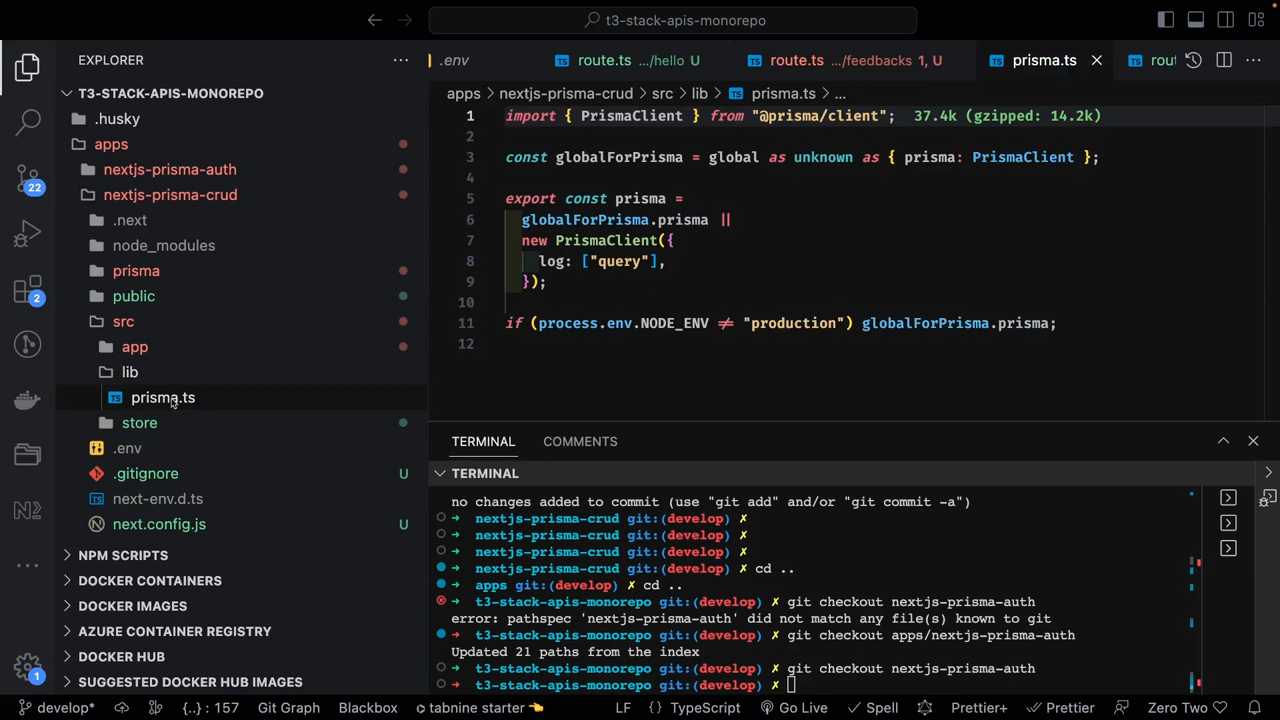 t3-stack-apis-monorepo
EXPLORER
T3-STACK-APIS-MONOREPO
.husky
apps
nextjs-prisma-auth
nextjs-prisma-crud
.next
node_modules
prisma
public
src
app
lib
TS prisma.ts
store
.env
.gitignore U
TS next-env.d.ts
next.config.js U
NPM SCRIPTS
DOCKER CONTAINERS
DOCKER IMAGES
AZURE CONTAINER REGISTRY
DOCKER HUB
SUGGESTED DOCKER HUB IMAGES
22
2
1
.env
TS route.ts .../hello U
TS route.ts .../feedbacks 1, U
TS prisma.ts
TS rout
apps > nextjs-prisma-crud > src > lib > TS prisma.ts > ...
1 import { PrismaClient } from "@prisma/client"; 37.4k (gzipped: 14.2k)
2
3 const globalForPrisma = global as unknown as { prisma: PrismaClient };
4
5 export const prisma =
6 globalForPrisma.prisma ||
7 new PrismaClient({
8 log: ["query"],
9 });
10
11 if (process.env.NODE_ENV ≠ "production") globalForPrisma.prisma;
12
TERMINAL COMMENTS
TERMINAL
no changes added to commit (use "git add" and/or "git commit -a")
➜ nextjs-prisma-crud git:(develop) ✗
➜ nextjs-prisma-crud git:(develop) ✗
➜ nextjs-prisma-crud git:(develop) ✗
➜ nextjs-prisma-crud git:(develop) ✗ cd ..
➜ apps git:(develop) ✗ cd ..
➜ t3-stack-apis-monorepo git:(develop) ✗ git checkout nextjs-prisma-auth
error: pathspec 'nextjs-prisma-auth' did not match any file(s) known to git
➜ t3-stack-apis-monorepo git:(develop) ✗ git checkout apps/nextjs-prisma-auth
Updated 21 paths from the index
➜ t3-stack-apis-monorepo git:(develop) ✗ git checkout nextjs-prisma-auth
➜ t3-stack-apis-monorepo git:(develop) ✗
develop* {..} : 157 Git Graph Blackbox tabnine starter 👈 LF {} TypeScript Go Live Spell Prettier+ Prettier Zero Two